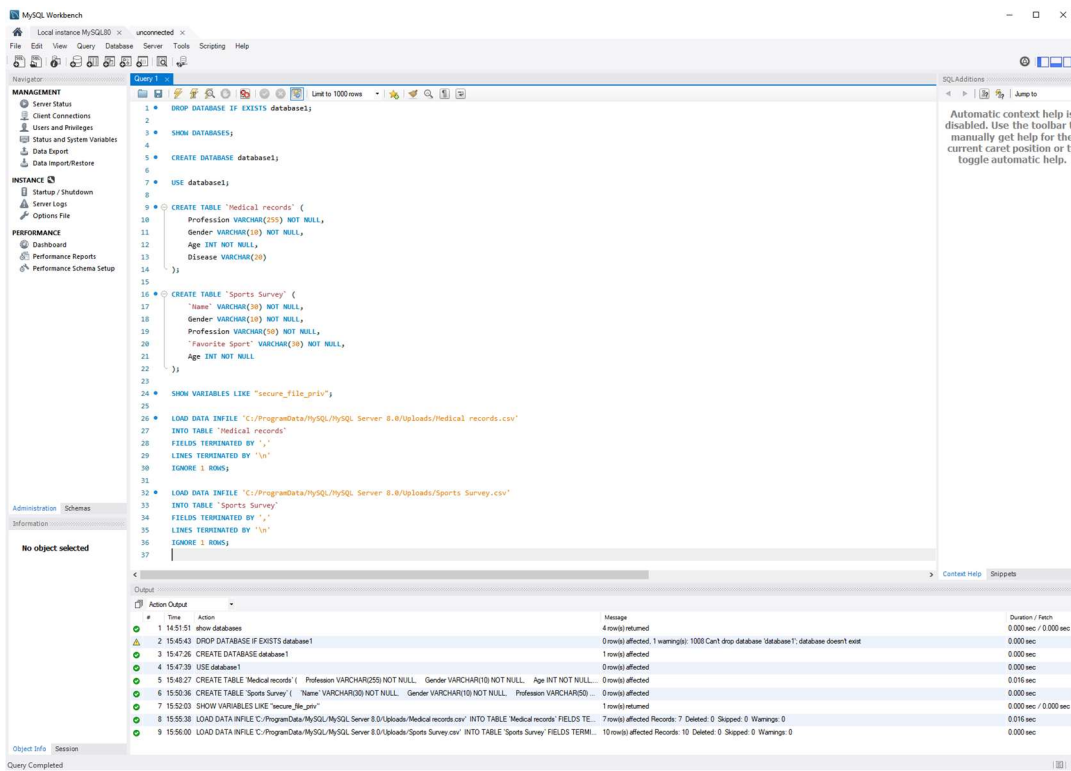 MySQL Workbench
Local instance MySQL80 × unconnected ×
File Edit View Query Database Server Tools Scripting Help
Navigator
MANAGEMENT
Server Status
Client Connections
Users and Privileges
Status and System Variables
Data Export
Data Import/Restore
INSTANCE
Startup / Shutdown
Server Logs
Options File
PERFORMANCE
Dashboard
Performance Reports
Performance Schema Setup
Administration Schemas
Information
No object selected
Object Info Session
Query Completed
Query 1 ×
Limit to 1000 rows
1 DROP DATABASE IF EXISTS database1;
2
3 SHOW DATABASES;
4
5 CREATE DATABASE database1;
6
7 USE database1;
8
9 CREATE TABLE `Medical records` (
10 Profession VARCHAR(255) NOT NULL,
11 Gender VARCHAR(10) NOT NULL,
12 Age INT NOT NULL,
13 Disease VARCHAR(20)
14 );
15
16 CREATE TABLE `Sports Survey` (
17 `Name` VARCHAR(30) NOT NULL,
18 Gender VARCHAR(10) NOT NULL,
19 Profession VARCHAR(50) NOT NULL,
20 `Favorite Sport` VARCHAR(30) NOT NULL,
21 Age INT NOT NULL
22 );
23
24 SHOW VARIABLES LIKE "secure_file_priv";
25
26 LOAD DATA INFILE 'C:/ProgramData/MySQL/MySQL Server 8.0/Uploads/Medical records.csv'
27 INTO TABLE `Medical records`
28 FIELDS TERMINATED BY ','
29 LINES TERMINATED BY '\n'
30 IGNORE 1 ROWS;
31
32 LOAD DATA INFILE 'C:/ProgramData/MySQL/MySQL Server 8.0/Uploads/Sports Survey.csv'
33 INTO TABLE `Sports Survey`
34 FIELDS TERMINATED BY ','
35 LINES TERMINATED BY '\n'
36 IGNORE 1 ROWS;
37
SQLAdditions
Jump to
Automatic context help is
disabled. Use the toolbar t
manually get help for the
current caret position or t
toggle automatic help.
Context Help Snippets
Output
Action Output
# Time Action Message Duration / Fetch
1 14:51:51 show databases 4 row(s) returned 0.000 sec / 0.000 sec
2 15:45:43 DROP DATABASE IF EXISTS database1 0 row(s) affected, 1 warning(s): 1008 Can't drop database 'database1'; database doesn't exist 0.000 sec
3 15:47:26 CREATE DATABASE database1 1 row(s) affected 0.000 sec
4 15:47:39 USE database1 0 row(s) affected 0.000 sec
5 15:48:27 CREATE TABLE `Medical records` ( Profession VARCHAR(255) NOT NULL, Gender VARCHAR(10) NOT NULL, Age INT NOT NULL,... 0 row(s) affected 0.016 sec
6 15:50:36 CREATE TABLE `Sports Survey` ( `Name` VARCHAR(30) NOT NULL, Gender VARCHAR(10) NOT NULL, Profession VARCHAR(50) ... 0 row(s) affected 0.000 sec
7 15:52:03 SHOW VARIABLES LIKE "secure_file_priv" 1 row(s) returned 0.000 sec / 0.000 sec
8 15:55:38 LOAD DATA INFILE 'C:/ProgramData/MySQL/MySQL Server 8.0/Uploads/Medical records.csv' INTO TABLE `Medical records` FIELDS TE... 7 row(s) affected Records: 7 Deleted: 0 Skipped: 0 Warnings: 0 0.016 sec
9 15:56:00 LOAD DATA INFILE 'C:/ProgramData/MySQL/MySQL Server 8.0/Uploads/Sports Survey.csv' INTO TABLE `Sports Survey` FIELDS TERMI... 10 row(s) affected Records: 10 Deleted: 0 Skipped: 0 Warnings: 0 0.000 sec